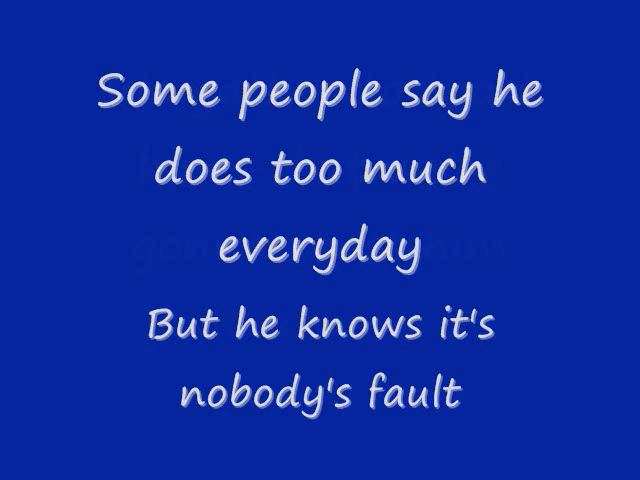 Some people say he
does too much
everyday
But he knows it's
nobody's fault